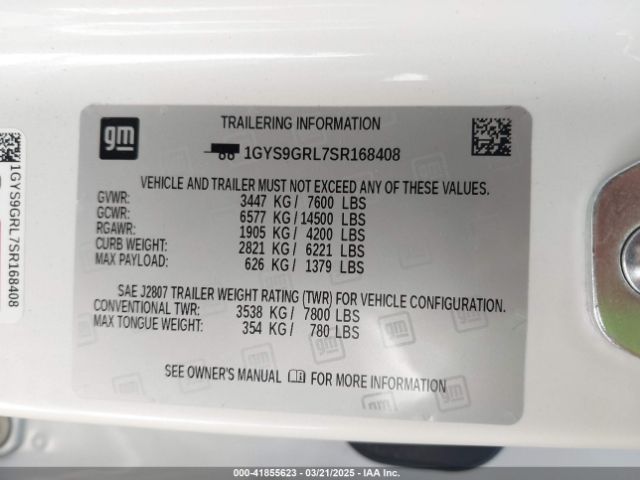 gm
TRAILERING INFORMATION
1GYS9GRL7SR168408
VEHICLE AND TRAILER MUST NOT EXCEED ANY OF THESE VALUES.
GVWR: 3447 KG / 7600 LBS
GCWR: 6577 KG / 14500 LBS
RGAWR: 1905 KG / 4200 LBS
CURB WEIGHT: 2821 KG / 6221 LBS
MAX PAYLOAD: 626 KG / 1379 LBS
SAE J2807 TRAILER WEIGHT RATING (TWR) FOR VEHICLE CONFIGURATION.
CONVENTIONAL TWR: 3538 KG / 7800 LBS
MAX TONGUE WEIGHT: 354 KG / 780 LBS
SEE OWNER'S MANUAL FOR MORE INFORMATION
1GYS9GRL7SR168408
000-41855623 - 03/21/2025 - IAA Inc.